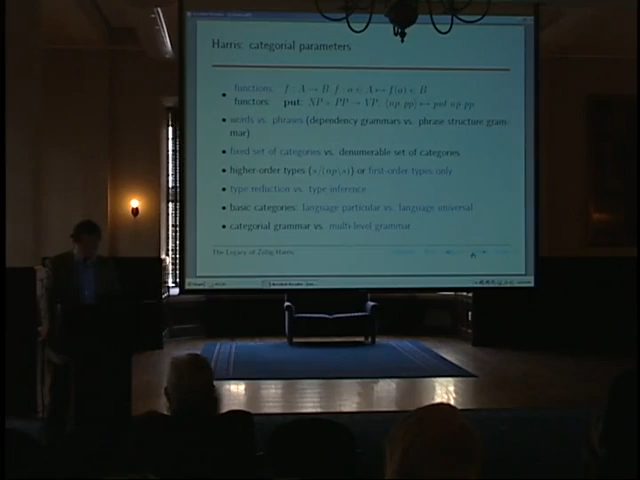 Harris: categorial parameters
• functions: f : A → B f : a ∈ A ↦ f(a) ∈ B
functors: put: NP × PP → VP: ⟨np, pp⟩ ↦ put np pp
• words vs. phrases (dependency grammars vs. phrase structure gram-
mar)
• fixed set of categories vs. denumerable set of categories
• higher-order types (s/(np\s)) or first-order types only
• type reduction vs. type inference
• basic categories: language particular vs. language universal
• categorial grammar vs. multi-level grammar
The Legacy of Zellig Harris